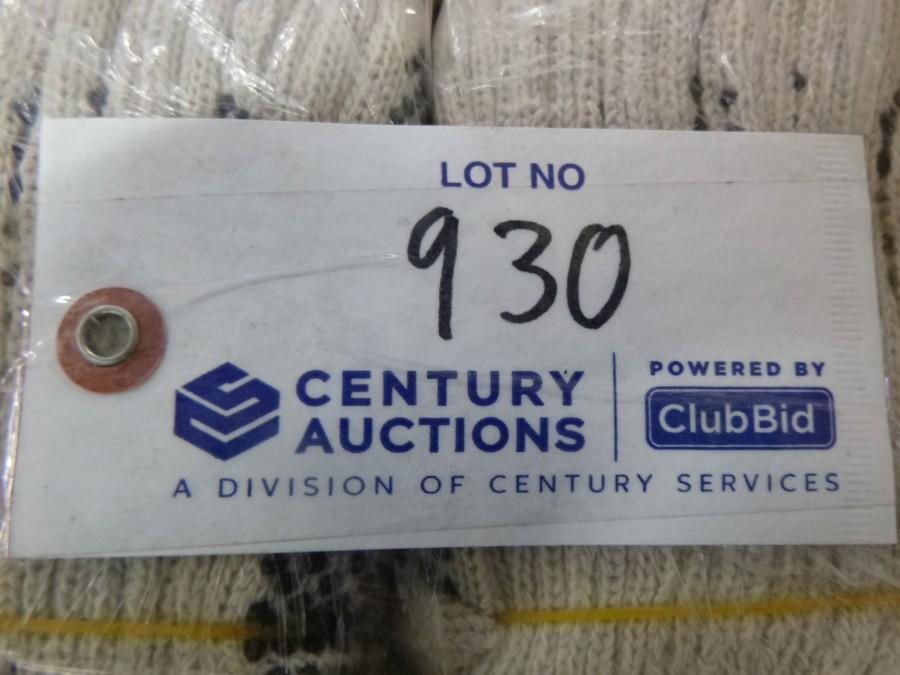 LOT NO
930
CENTURY
AUCTIONS
POWERED BY
ClubBid
A DIVISION OF CENTURY SERVICES